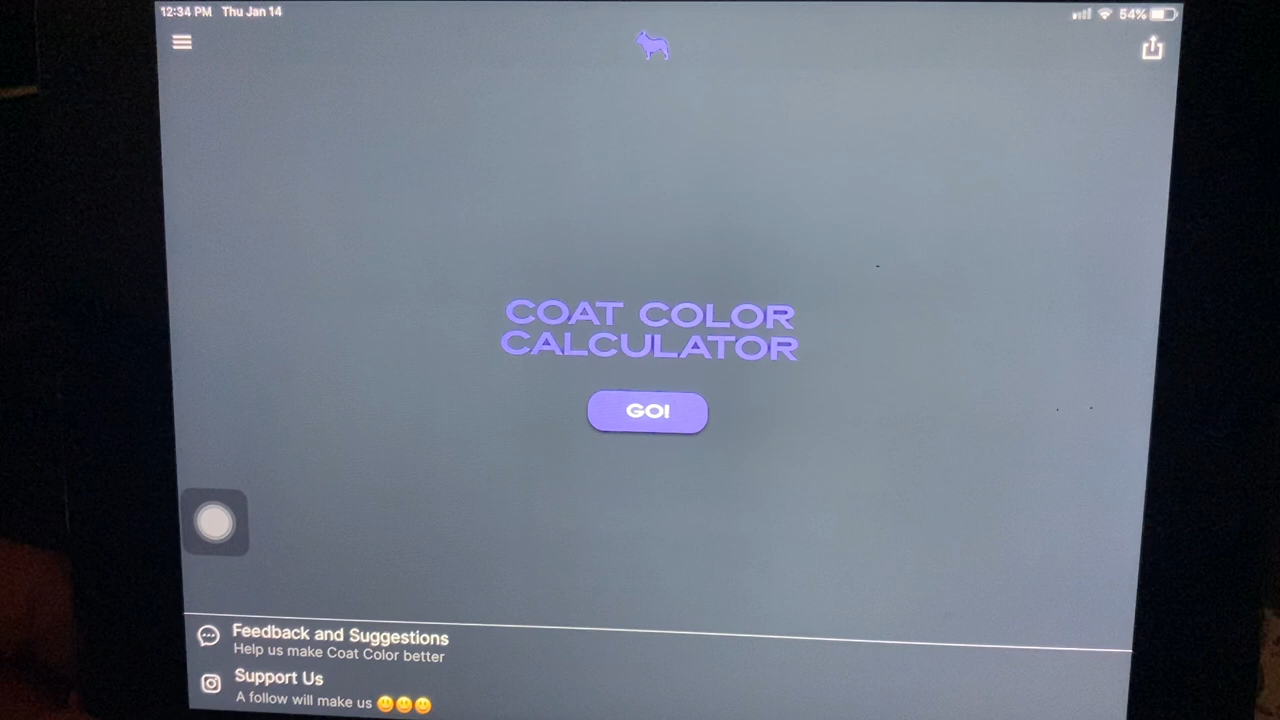 12:34 PM Thu Jan 14
54%
COAT COLOR
CALCULATOR
GO!
Feedback and Suggestions
Help us make Coat Color better
Support Us
A follow will make us 😃😃😃